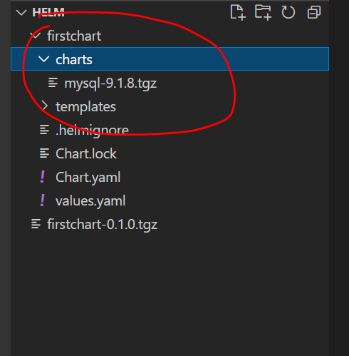 HELM
firstchart
charts
mysql-9.1.8.tgz
templates
.helmignore
Chart.lock
! Chart.yaml
! values.yaml
firstchart-0.1.0.tgz